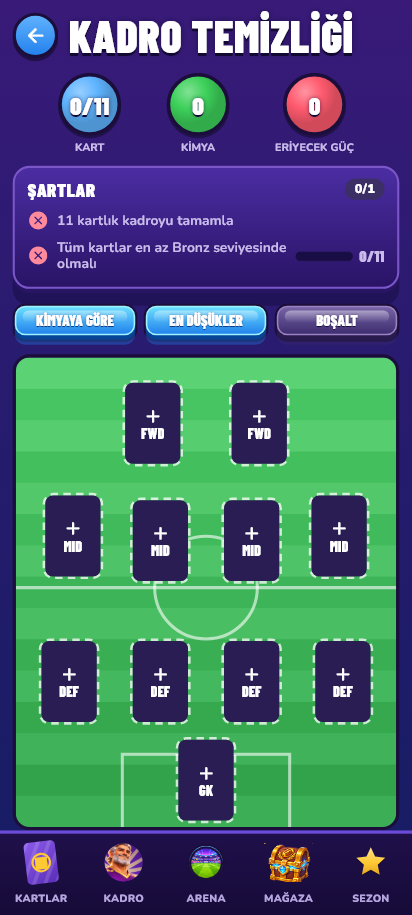 KADRO TEMİZLİĞİ
0/11
0
0
KART
KİMYA
ERİYECEK GÜÇ
ŞARTLAR
0/1
11 kartlık kadroyu tamamla
Tüm kartlar en az Bronz seviyesinde
olmalı
0/11
KİMYAYA GÖRE
EN DÜŞÜKLER
BOŞALT
+
FWD
+
FWD
+
MID
+
MID
+
MID
+
MID
+
DEF
+
DEF
+
DEF
+
DEF
+
GK
KARTLAR
KADRO
ARENA
MAĞAZA
SEZON